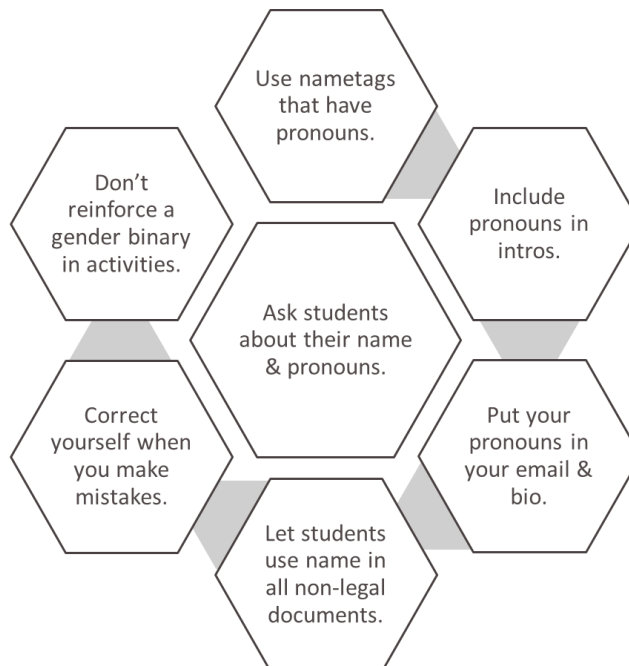 Use nametags
that have
pronouns.
Include
pronouns in
intros.
Put your
pronouns in
your email &
bio.
Let students
use name in
all non-legal
documents.
Correct
yourself when
you make
mistakes.
Don’t
reinforce a
gender binary
in activities.
Ask students
about their name
& pronouns.